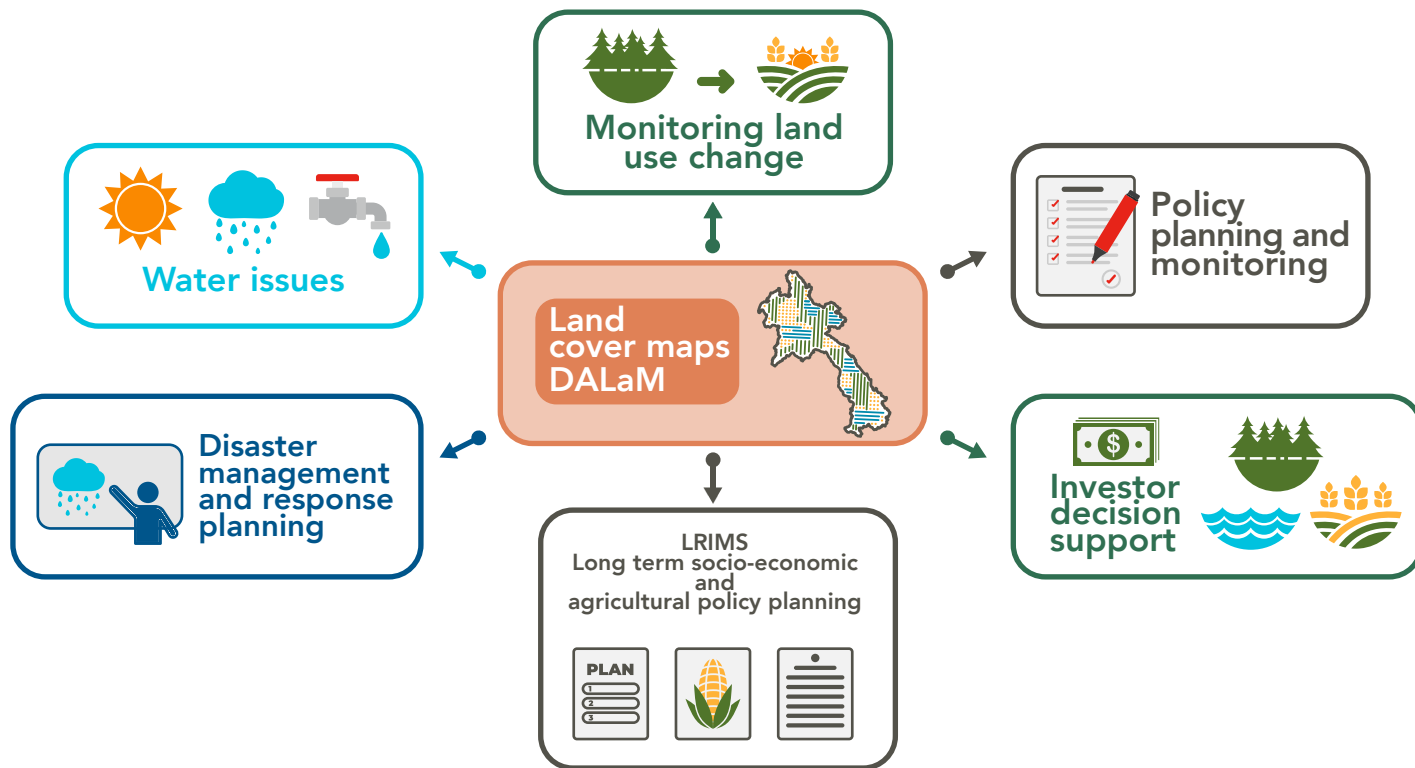 Monitoring land
use change
Water issues
Policy
planning and
monitoring
Land
cover maps
DALaM
Disaster
management
and response
planning
$
Investor
decision
support
LRIMS
Long term socio-economic
and
agricultural policy planning
PLAN
1
2
3